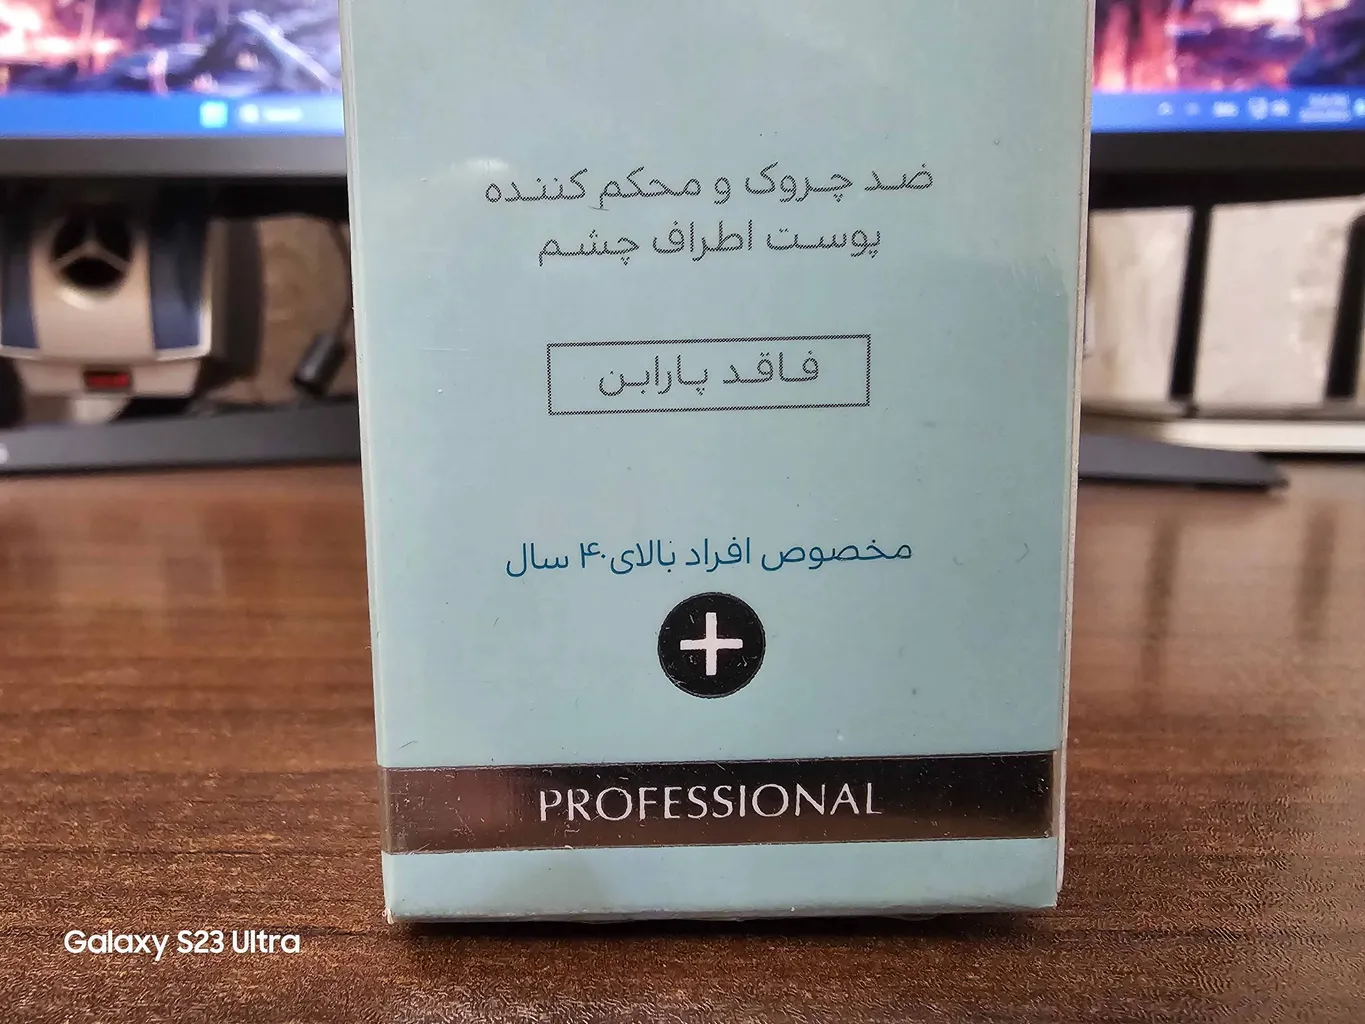 ضد چروک و محکم کننده
پوست اطراف چشم
فاقد پارابن
مخصوص افراد بالای ۴۰ سال
PROFESSIONAL
Galaxy S23 Ultra